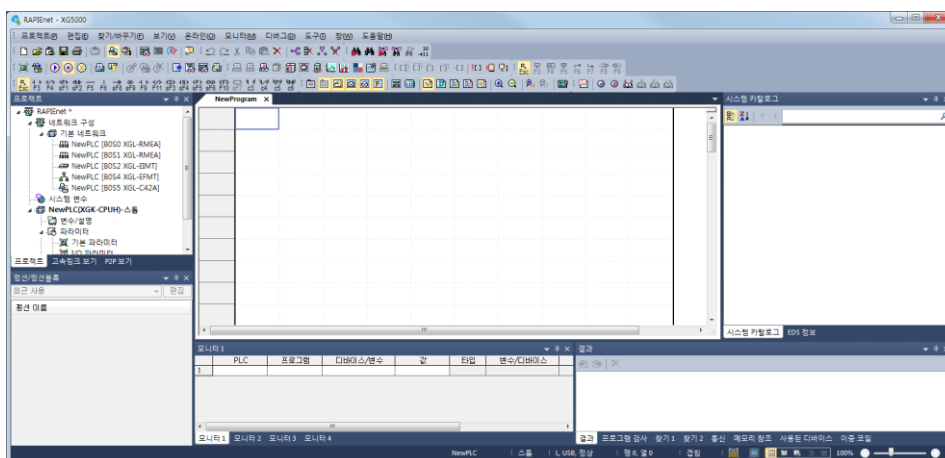 RAPIEnet - XG5000
프로젝트(P) 편집(E) 찾기/바꾸기(F) 보기(V) 온라인(O) 모니터(M) 디버그(D) 도구(T) 창(W) 도움말(H)
프로젝트
RAPIEnet *
네트워크 구성
기본 네트워크
NewPLC [B0S0 XGL-RMEA]
NewPLC [B0S1 XGL-RMEA]
NewPLC [B0S2 XGL-EIMT]
NewPLC [B0S4 XGL-EFMT]
NewPLC [B0S5 XGL-C42A]
시스템 변수
NewPLC(XGK-CPUH)-스톱
변수/설명
파라미터
기본 파라미터
I/O 파라미터
프로젝트 고속링크 보기 P2P 보기
펑션/펑션블록
최근 사용 편집
펑션 이름
NewProgram
시스템 카탈로그
시스템 카탈로그 EDS 정보
모니터 1
PLC 프로그램 디바이스/변수 값 타입 변수/디바이스
1
모니터 1 모니터 2 모니터 3 모니터 4
결과
결과 프로그램 검사 찾기 1 찾기 2 통신 메모리 참조 사용된 디바이스 이중 코일
NewPLC 스톱 L, USB, 정상 행 0, 열 0 겹침 100%